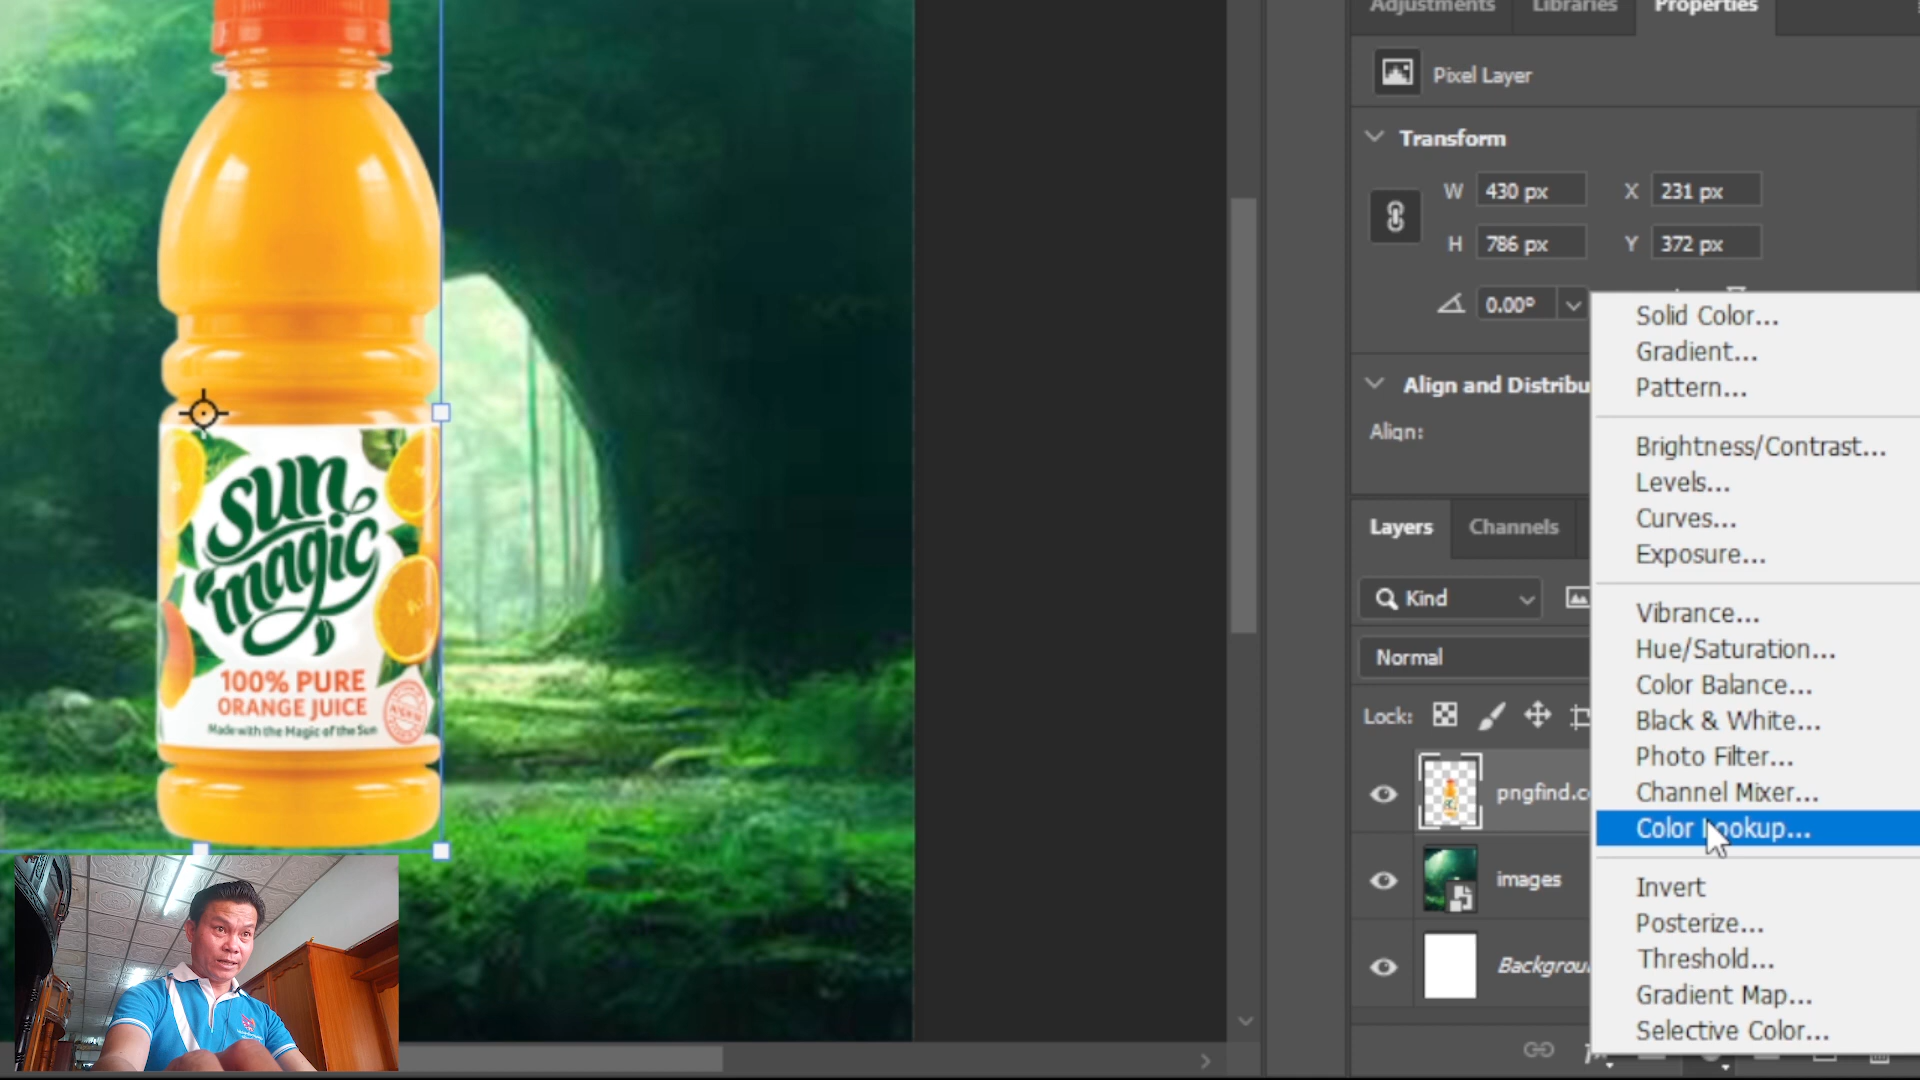 Adjustments Libraries Properties
Pixel Layer
Transform
W 430 px X 231 px
H 786 px Y 372 px
0.00°
Align and Distribu
Align:
Layers Channels
Kind
Normal
Lock:
pngfind.c
images
Backgrou
Solid Color...
Gradient...
Pattern...
Brightness/Contrast...
Levels...
Curves...
Exposure...
Vibrance...
Hue/Saturation...
Color Balance...
Black & White...
Photo Filter...
Channel Mixer...
Color Lookup...
Invert
Posterize...
Threshold...
Gradient Map...
Selective Color...
sun
magic
100% PURE
ORANGE JUICE
Made with the Magic of the Sun